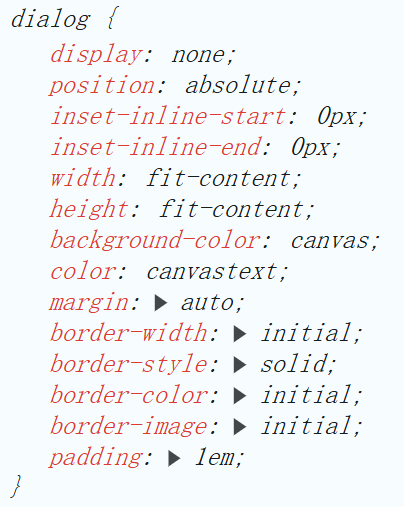 dialog {
display: none;
position: absolute;
inset-inline-start: 0px;
inset-inline-end: 0px;
width: fit-content;
height: fit-content;
background-color: canvas;
color: canvastext;
margin: ▶ auto;
border-width: ▶ initial;
border-style: ▶ solid;
border-color: ▶ initial;
border-image: ▶ initial;
padding: ▶ 1em;
}